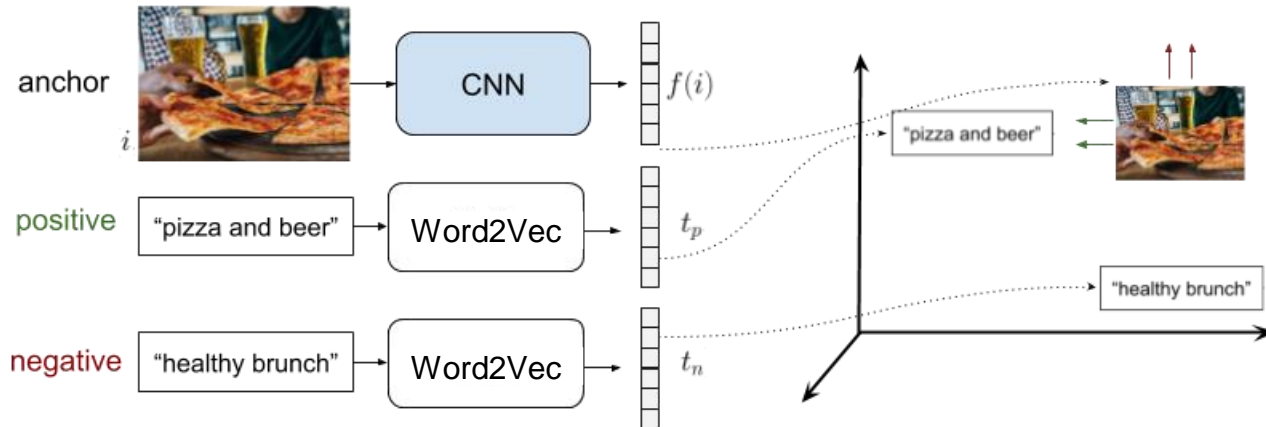 anchor
i
CNN
f(i)
"pizza and beer"
positive
“pizza and beer”
Word2Vec
t_p
negative
“healthy brunch”
Word2Vec
t_n
“healthy brunch”